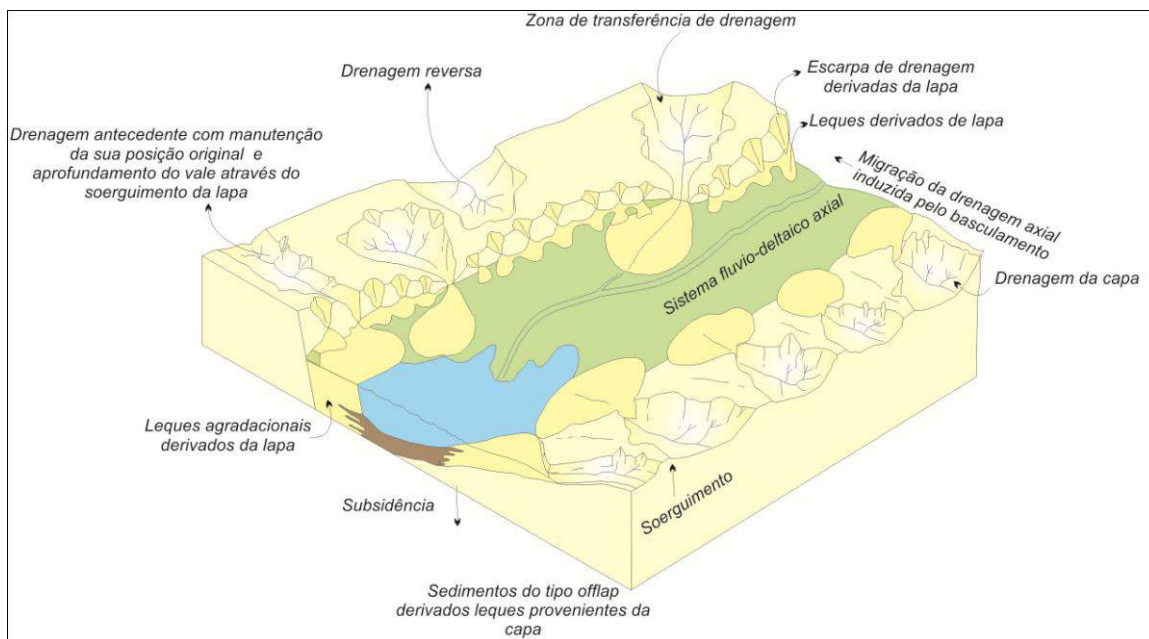 Zona de transferência de drenagem
Drenagem reversa
Escarpa de drenagem
derivadas da lapa
Leques derivados de lapa
Drenagem antecedente com manutenção
da sua posição original e
aprofundamento do vale através do
soerguimento da lapa
Migração da drenagem axial
induzida pelo basculamento
Sistema fluvio-deltaico axial
Drenagem da capa
Leques agradacionais
derivados da lapa
Soerguimento
Subsidência
Sedimentos do tipo offlap
derivados leques provenientes da
capa